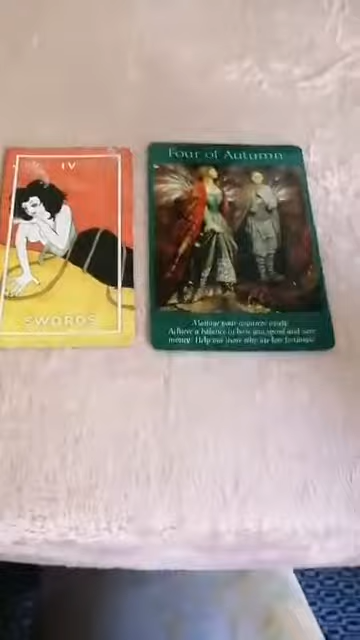 IV
SWORDS
Four of Autumn
Manage your finances wisely.
Achieve a balance in how you spend and save
money. Help out those who are less fortunate.